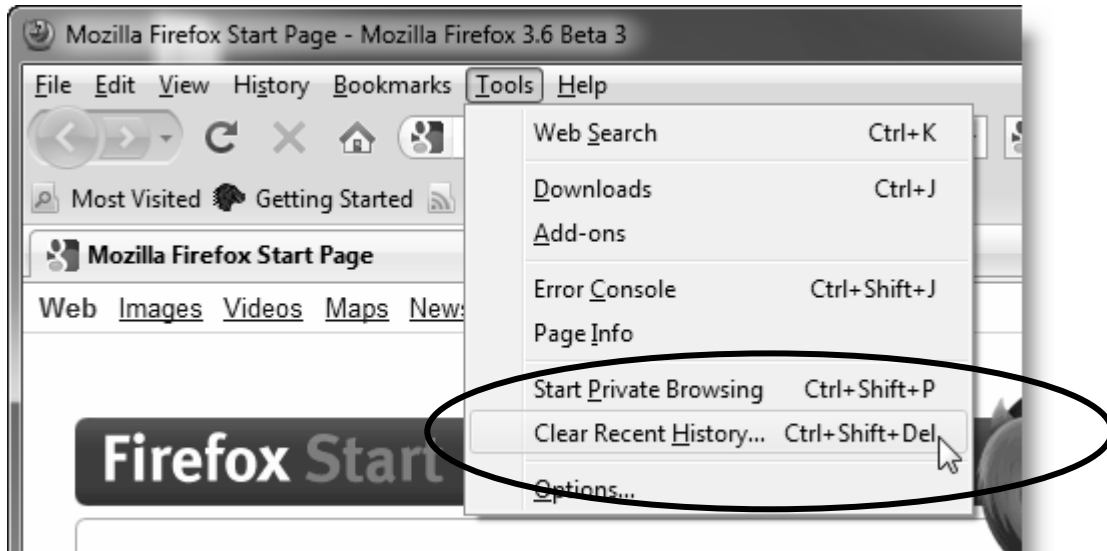 Mozilla Firefox Start Page - Mozilla Firefox 3.6 Beta 3
File Edit View History Bookmarks Tools Help
Web Search Ctrl+K
Most Visited Getting Started
Downloads Ctrl+J
Add-ons
Mozilla Firefox Start Page
Error Console Ctrl+Shift+J
Web Images Videos Maps News
Page Info
Start Private Browsing Ctrl+Shift+P
Clear Recent History... Ctrl+Shift+Del
Firefox Start
Options...